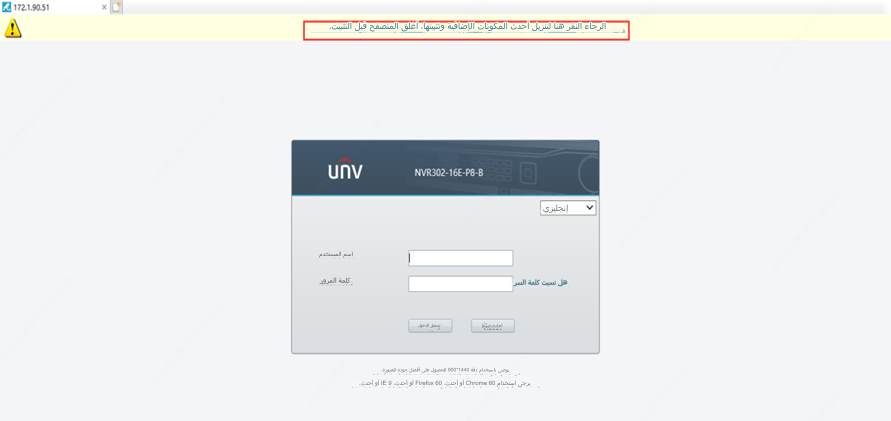 172.1.90.51
الرجاء النقر هنا لتنزيل أحدث المكونات الإضافية وتثبيتها. أغلق المتصفح قبل التثبيت.
unv
NVR302-16E-P8-B
إنجليزي
اسم المستخدم
كلمة المرور
هل نسيت كلمة السر
تسجيل الدخول
يوصى باستخدام دقة 1440*900 للحصول على أفضل جودة للصورة.
يرجى استخدام Chrome 60 أو أحدث، Firefox 60 أو أحدث، IE 9 أو أحدث.